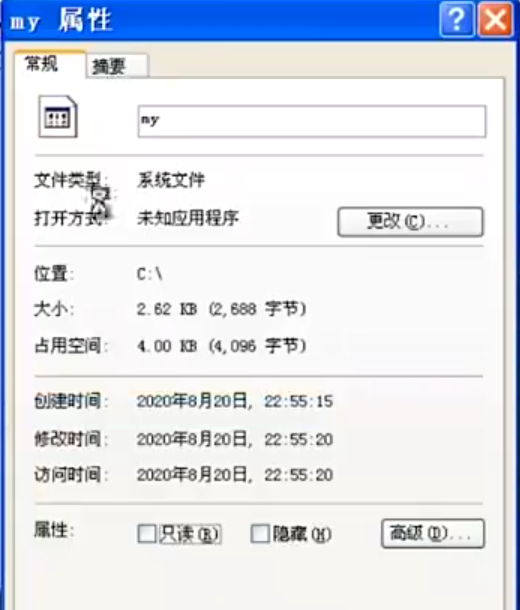 my 属性
常规 摘要
my
文件类型: 系统文件
打开方式: 未知应用程序 更改(C)...
位置: C:\
大小: 2.62 KB (2,688 字节)
占用空间: 4.00 KB (4,096 字节)
创建时间: 2020年8月20日, 22:55:15
修改时间: 2020年8月20日, 22:55:20
访问时间: 2020年8月20日, 22:55:20
属性: 只读(R) 隐藏(H) 高级(D)...